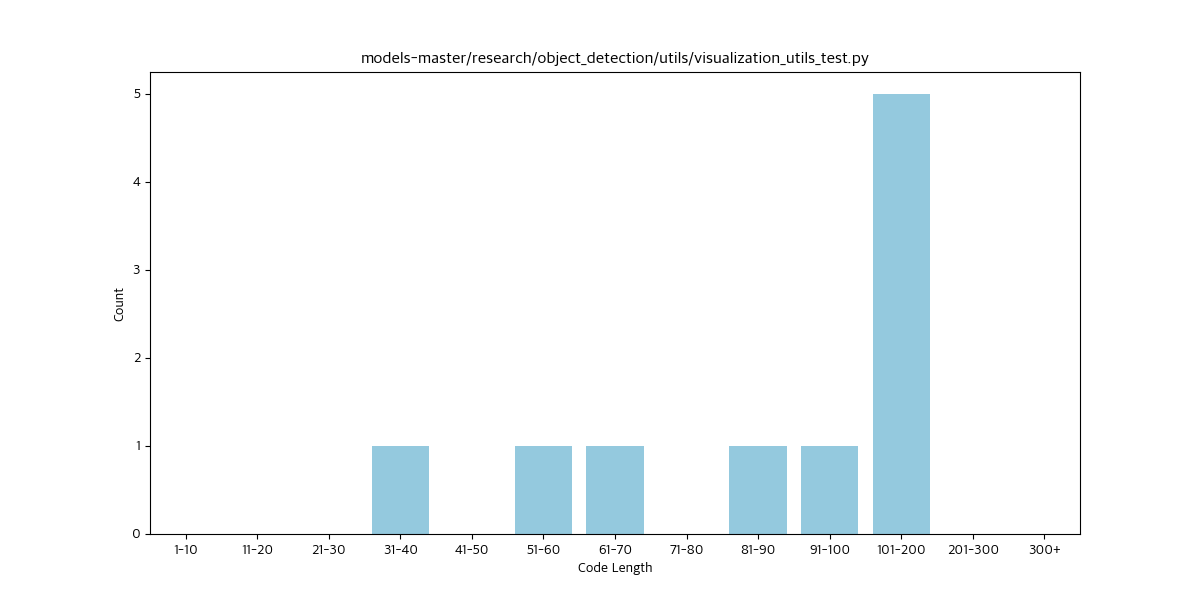 models-master/research/object_detection/utils/visualization_utils_test.py
5
4
3
2
1
0
Count
1-10 11-20 21-30 31-40 41-50 51-60 61-70 71-80 81-90 91-100 101-200 201-300 300+
Code Length